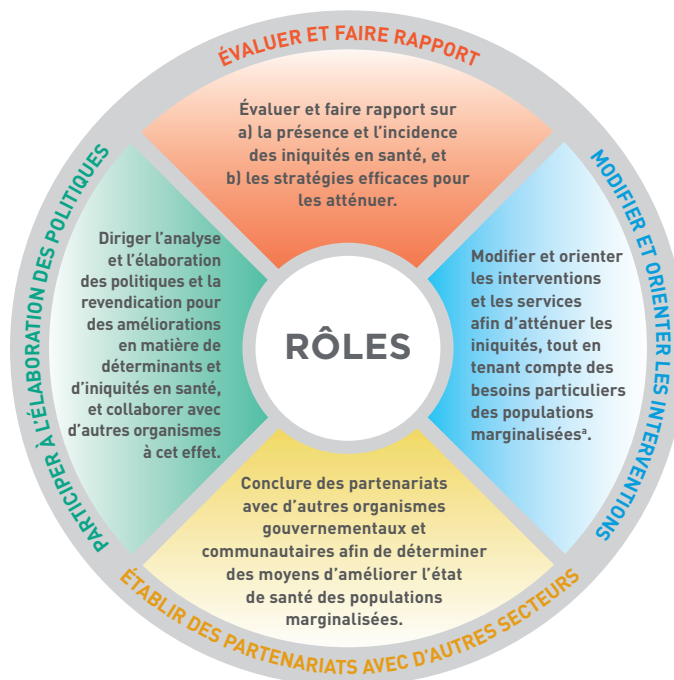 ÉVALUER ET FAIRE RAPPORT
Évaluer et faire rapport sur
a) la présence et l’incidence
des iniquités en santé, et
b) les stratégies efficaces pour
les atténuer.
MODIFIER ET ORIENTER LES INTERVENTIONS
Modifier et orienter
les interventions
et les services
afin d’atténuer les
iniquités, tout en
tenant compte des
besoins particuliers
des populations
marginaliséesᵃ.
ÉTABLIR DES PARTENARIATS AVEC D’AUTRES SECTEURS
Conclure des partenariats
avec d’autres organismes
gouvernementaux et
communautaires afin de déterminer
des moyens d’améliorer l’état
de santé des populations
marginalisées.
PARTICIPER À L’ÉLABORATION DES POLITIQUES
Diriger l’analyse
et l’élaboration
des politiques et la
revendication pour
des améliorations
en matière de
déterminants et
d’iniquités en santé,
et collaborer avec
d’autres organismes
à cet effet.
RÔLES